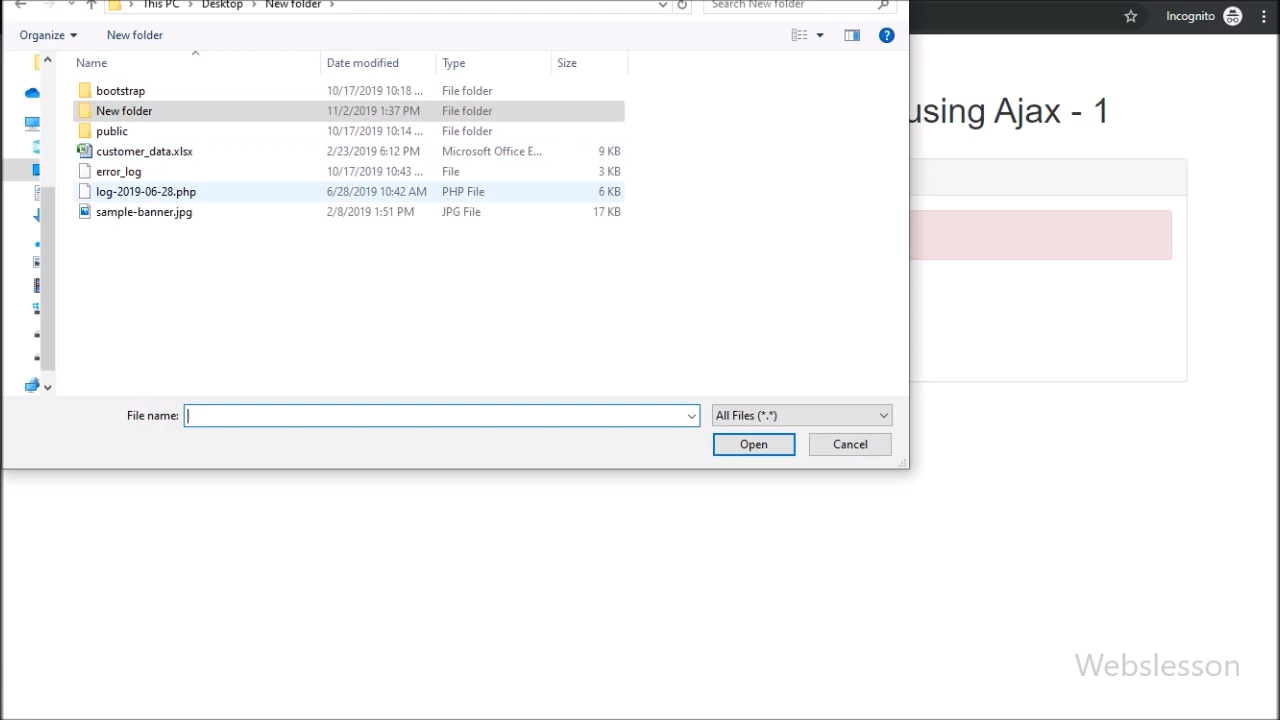 This PC > Desktop > New folder >
Search New folder
Incognito
Organize
New folder
?
Name Date modified Type Size
bootstrap 10/17/2019 10:18 ... File folder
New folder 11/2/2019 1:37 PM File folder
public 10/17/2019 10:14 ... File folder
customer_data.xlsx 2/23/2019 6:12 PM Microsoft Office E... 9 KB
error_log 10/17/2019 10:43 ... File 3 KB
log-2019-06-28.php 6/28/2019 10:42 AM PHP File 6 KB
sample-banner.jpg 2/8/2019 1:51 PM JPG File 17 KB
using Ajax - 1
File name:
All Files (*.*)
Open Cancel
Webslesson